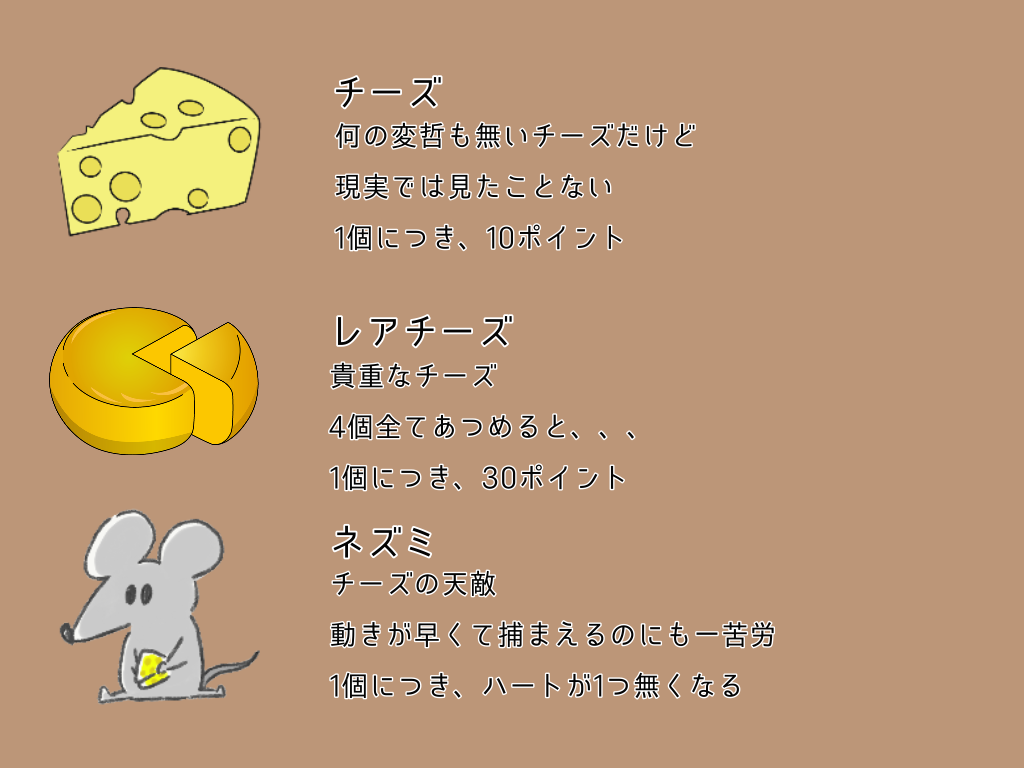 チーズ
何の変哲も無いチーズだけど
現実では見たことない
1個につき、10ポイント
レアチーズ
貴重なチーズ
4個全てあつめると、、、
1個につき、30ポイント
ネズミ
チーズの天敵
動きが早くて捕まえるのにも一苦労
1個につき、ハートが1つ無くなる